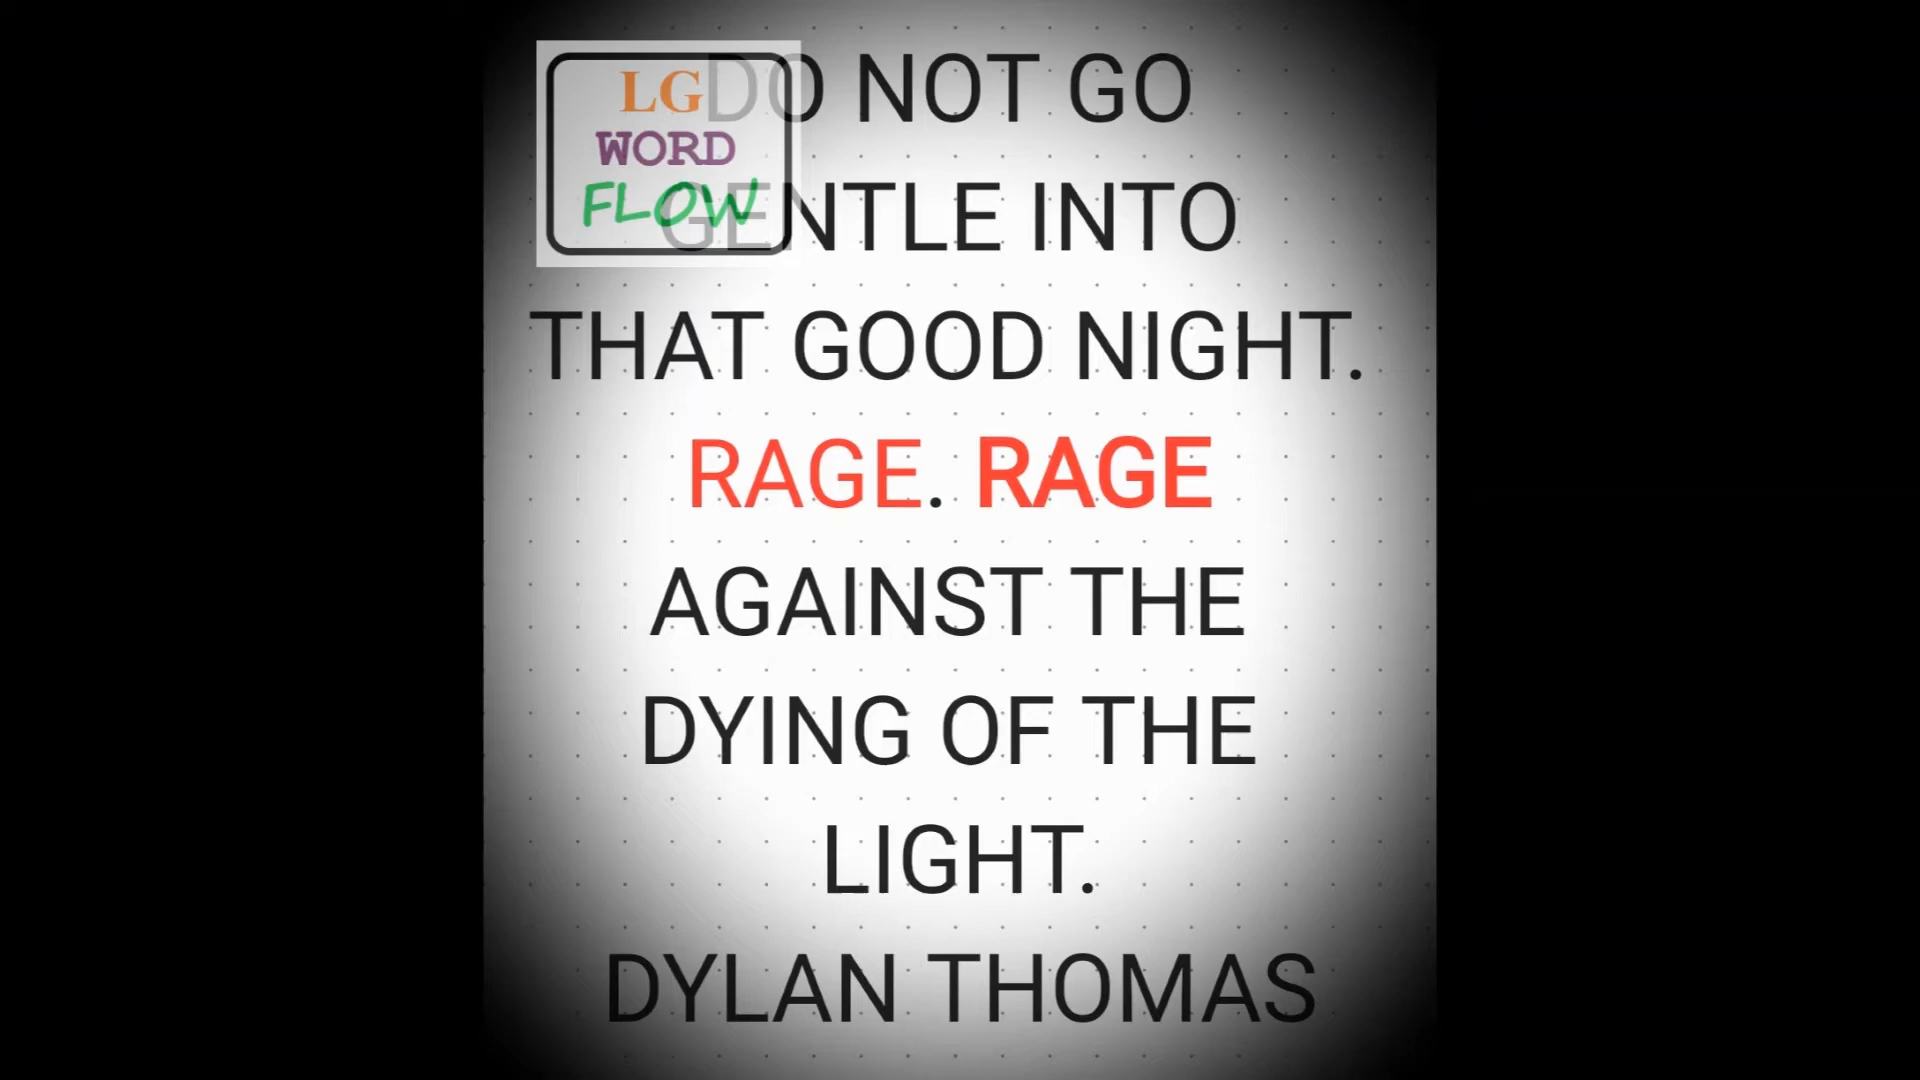 LG
WORD
FLOW
DO NOT GO
GENTLE INTO
THAT GOOD NIGHT.
RAGE. RAGE
AGAINST THE
DYING OF THE
LIGHT.
DYLAN THOMAS